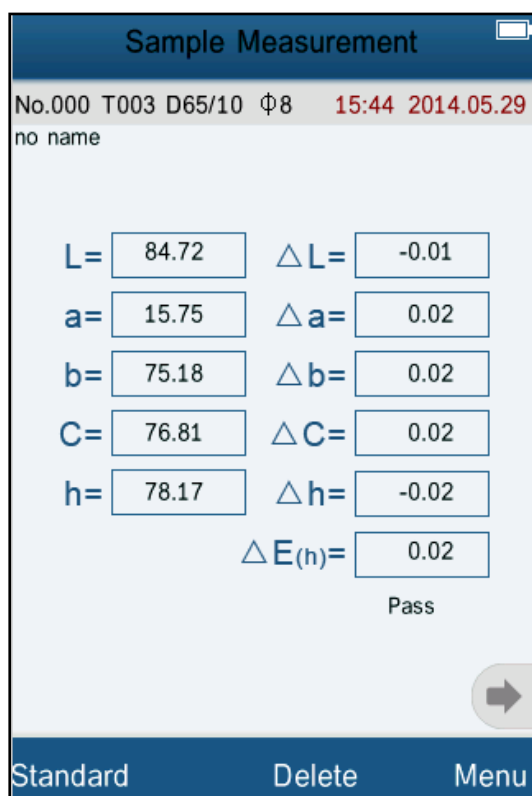 Sample Measurement
No.000 T003 D65/10 Φ8 15:44 2014.05.29
no name
L= 84.72 △L= -0.01
a= 15.75 △a= 0.02
b= 75.18 △b= 0.02
C= 76.81 △C= 0.02
h= 78.17 △h= -0.02
△E(h)= 0.02
Pass
Standard Delete Menu